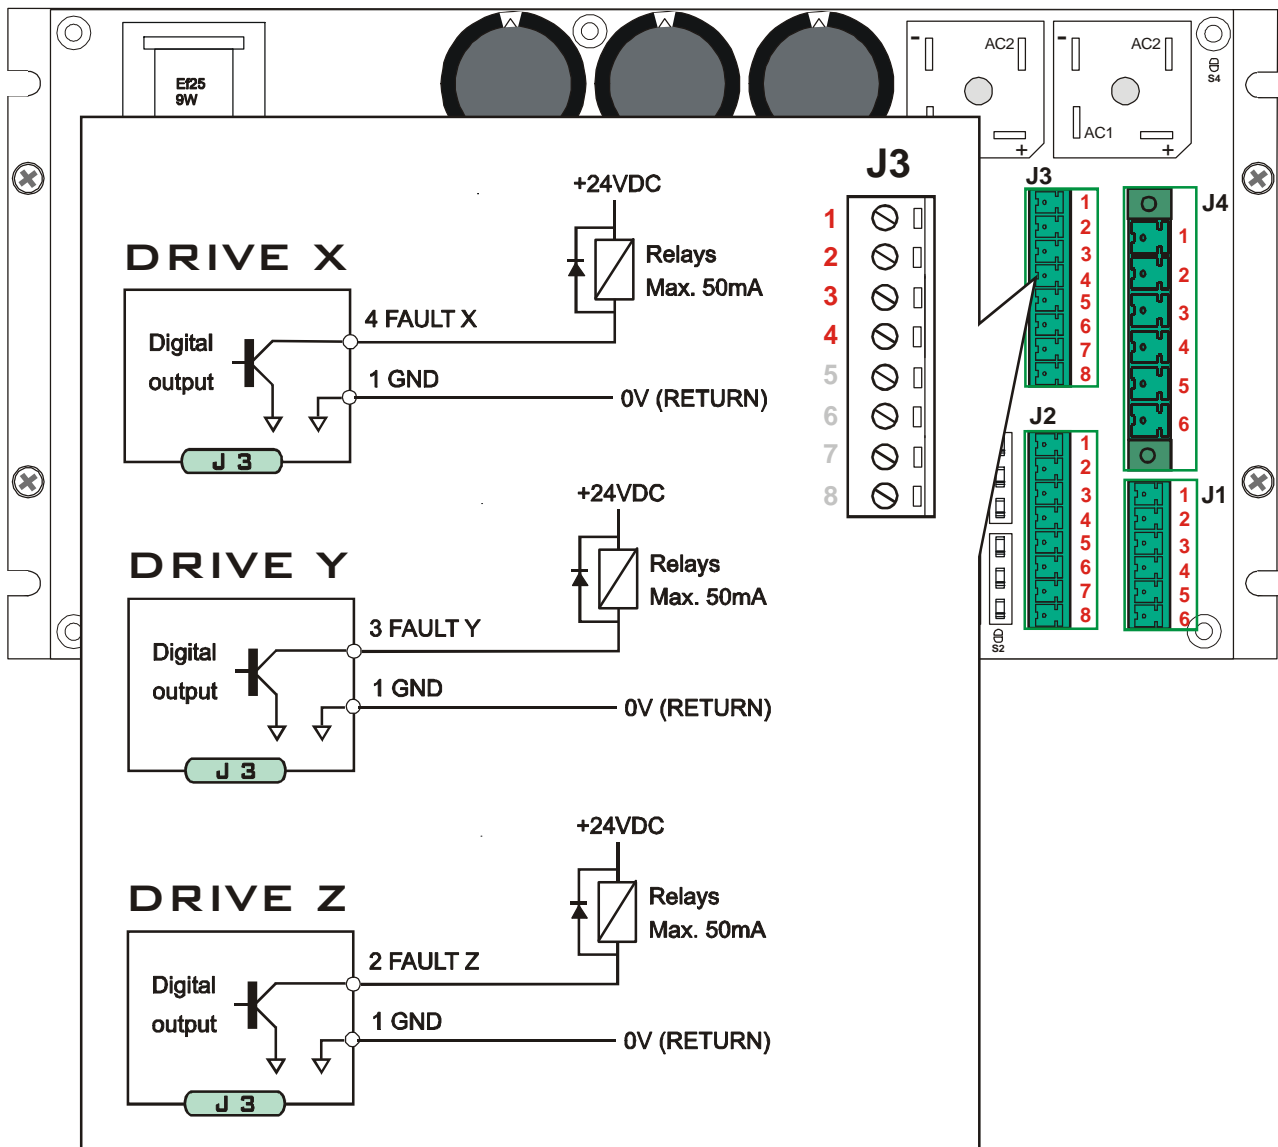 Ef25
9W
-
AC2
+
-
AC2
AC1
+
S4
J3
1
2
3
4
5
6
7
8
J4
1
2
3
4
5
6
J2
1
2
3
4
5
6
7
8
J1
1
2
3
4
5
6
S2
J3
1
2
3
4
5
6
7
8
DRIVE X
+24VDC
Relays
Max. 50mA
Digital
output
4 FAULT X
1 GND
0V (RETURN)
J 3
DRIVE Y
+24VDC
Relays
Max. 50mA
Digital
output
3 FAULT Y
1 GND
0V (RETURN)
J 3
DRIVE Z
+24VDC
Relays
Max. 50mA
Digital
output
2 FAULT Z
1 GND
0V (RETURN)
J 3